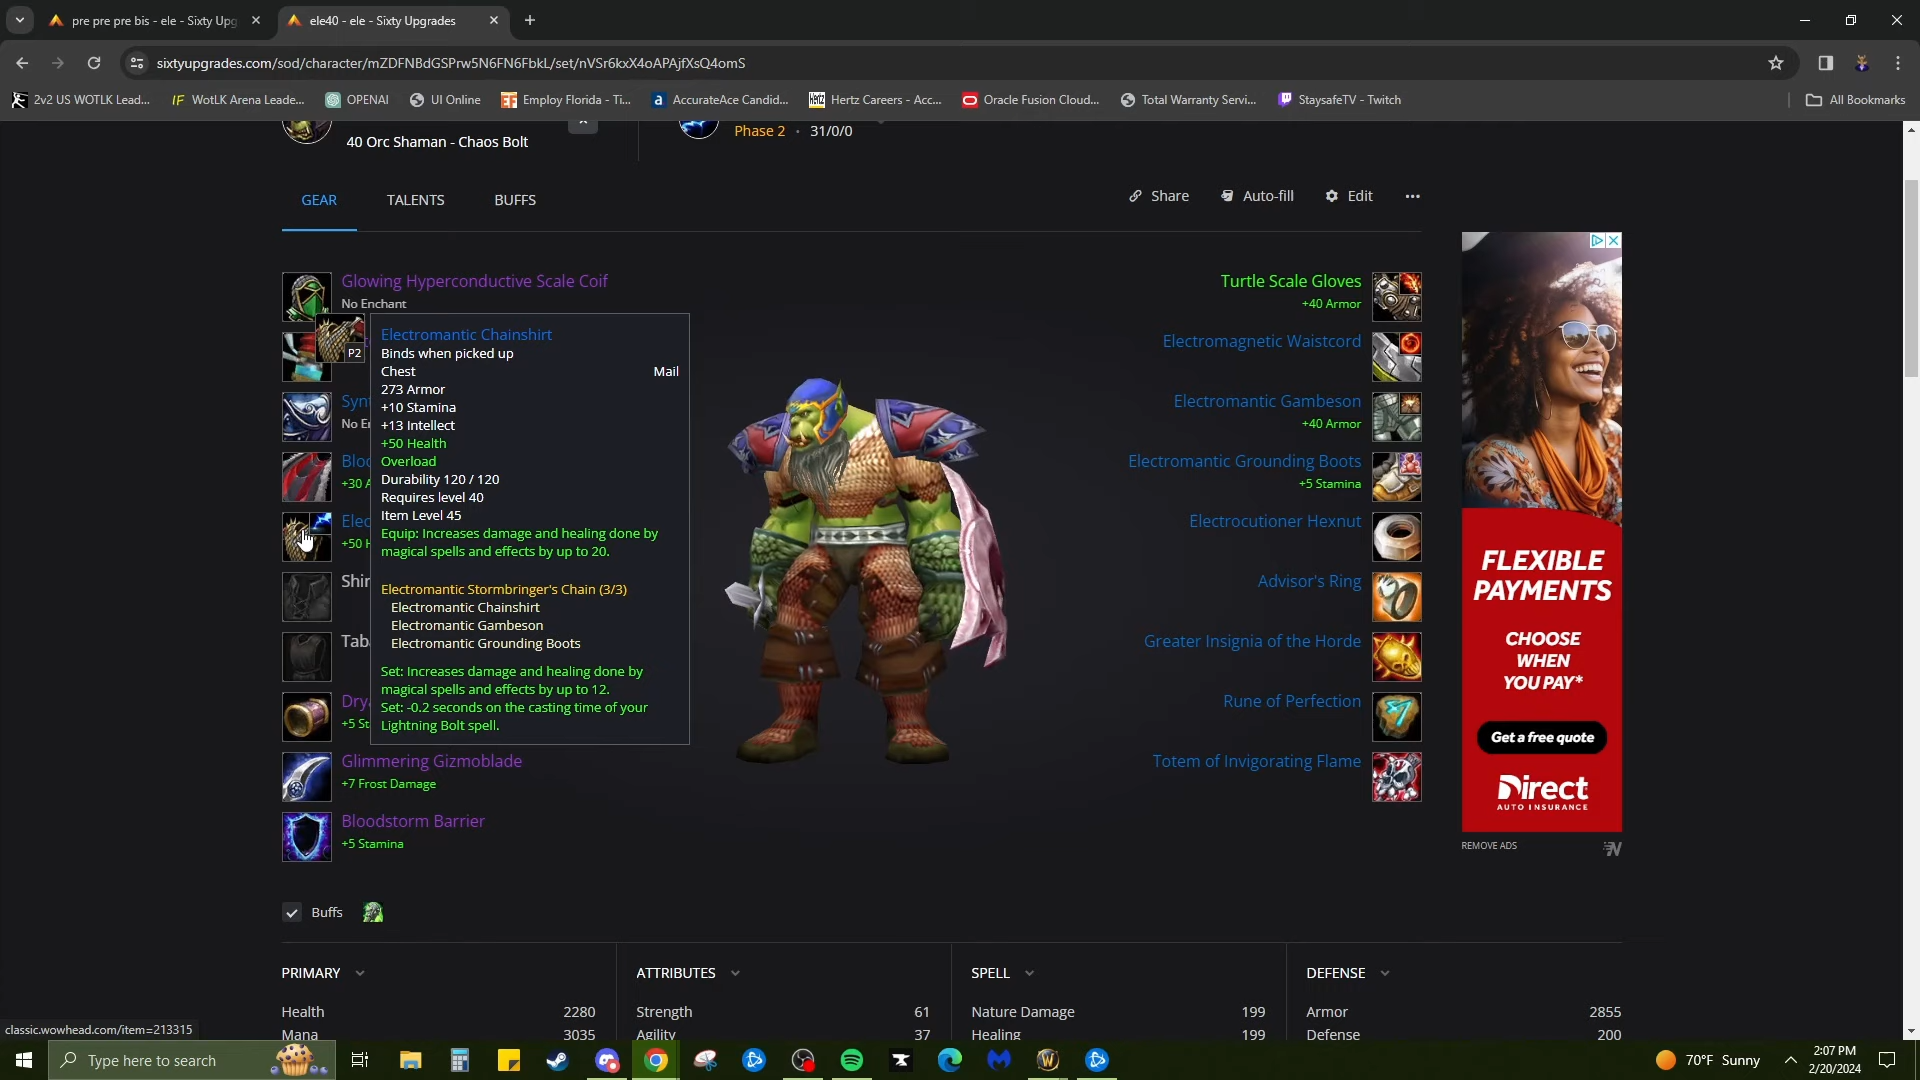 pre pre pre bis - ele - Sixty Upg
ele40 - ele - Sixty Upgrades
sixtyupgrades.com/sod/character/mZDFNBdGSPrw5N6FN6FbkL/set/nVSr6kxX4oAPAjfXsQ4omS
2v2 US WOTLK Lead...
WotLK Arena Leade...
OPENAI
UI Online
Employ Florida - Ti...
AccurateAce Candid...
Hertz Careers - Acc...
Oracle Fusion Cloud...
Total Warranty Servi...
StaysafeTV - Twitch
All Bookmarks
Phase 2 · 31/0/0
40 Orc Shaman - Chaos Bolt
GEAR
TALENTS
BUFFS
Share
Auto-fill
Edit
Glowing Hyperconductive Scale Coif
No Enchant
P2
Syn
No E
Bloo
+30 A
Elec
+50 H
Shir
Taba
Drya
+5 St
Glimmering Gizmoblade
+7 Frost Damage
Bloodstorm Barrier
+5 Stamina
Electromantic Chainshirt
Binds when picked up
Chest Mail
273 Armor
+10 Stamina
+13 Intellect
+50 Health
Overload
Durability 120 / 120
Requires level 40
Item Level 45
Equip: Increases damage and healing done by
magical spells and effects by up to 20.
Electromantic Stormbringer's Chain (3/3)
Electromantic Chainshirt
Electromantic Gambeson
Electromantic Grounding Boots
Set: Increases damage and healing done by
magical spells and effects by up to 12.
Set: -0.2 seconds on the casting time of your
Lightning Bolt spell.
Turtle Scale Gloves
+40 Armor
Electromagnetic Waistcord
Electromantic Gambeson
+40 Armor
Electromantic Grounding Boots
+5 Stamina
Electrocutioner Hexnut
Advisor's Ring
Greater Insignia of the Horde
Rune of Perfection
Totem of Invigorating Flame
FLEXIBLE
PAYMENTS
CHOOSE
WHEN
YOU PAY*
Get a free quote
Direct
AUTO INSURANCE
REMOVE ADS
Buffs
PRIMARY
Health 2280
Mana 3035
ATTRIBUTES
Strength 61
Agility 37
SPELL
Nature Damage 199
Healing 199
DEFENSE
Armor 2855
Defense 200
classic.wowhead.com/item=213315
Type here to search
70°F Sunny
2:07 PM
2/20/2024